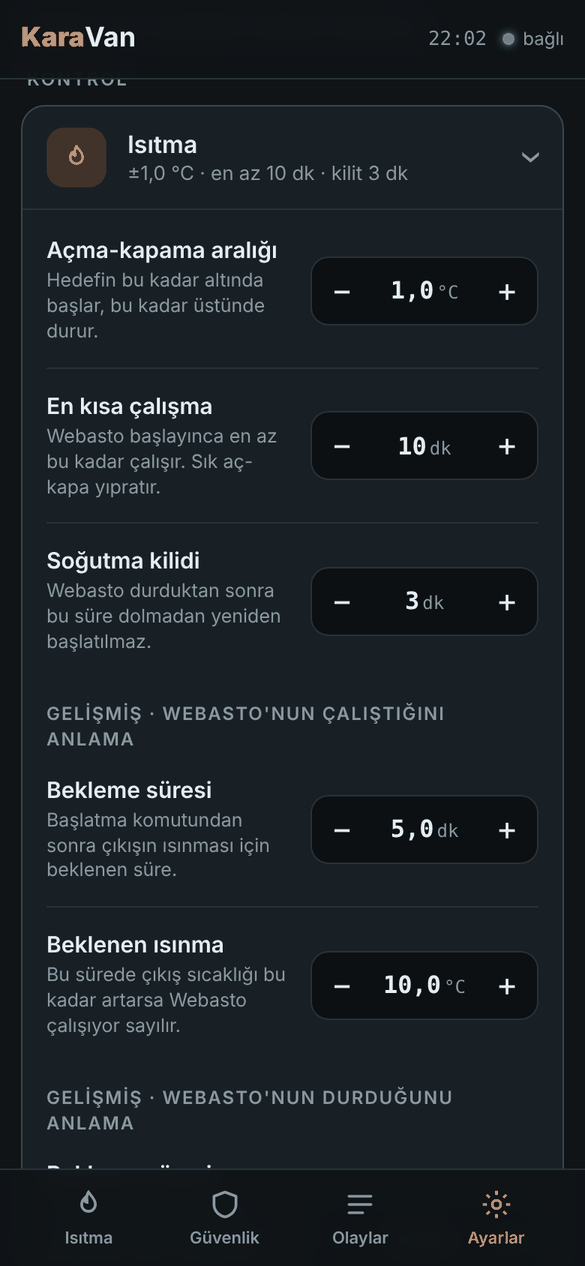 KaraVan
22:02 bağlı
KONTROL
Isıtma
±1,0 °C · en az 10 dk · kilit 3 dk
Açma-kapama aralığı
Hedefin bu kadar altında
başlar, bu kadar üstünde
durur.
− 1,0 °C +
En kısa çalışma
Webasto başlayınca en az
bu kadar çalışır. Sık aç-
kapa yıpratır.
− 10 dk +
Soğutma kilidi
Webasto durduktan sonra
bu süre dolmadan yeniden
başlatılmaz.
− 3 dk +
GELİŞMİŞ · WEBASTO'NUN ÇALIŞTIĞINI
ANLAMA
Bekleme süresi
Başlatma komutundan
sonra çıkışın ısınması için
beklenen süre.
− 5,0 dk +
Beklenen ısınma
Bu sürede çıkış sıcaklığı bu
kadar artarsa Webasto
çalışıyor sayılır.
− 10,0 °C +
GELİŞMİŞ · WEBASTO'NUN DURDUĞUNU
ANLAMA
Isıtma
Güvenlik
Olaylar
Ayarlar